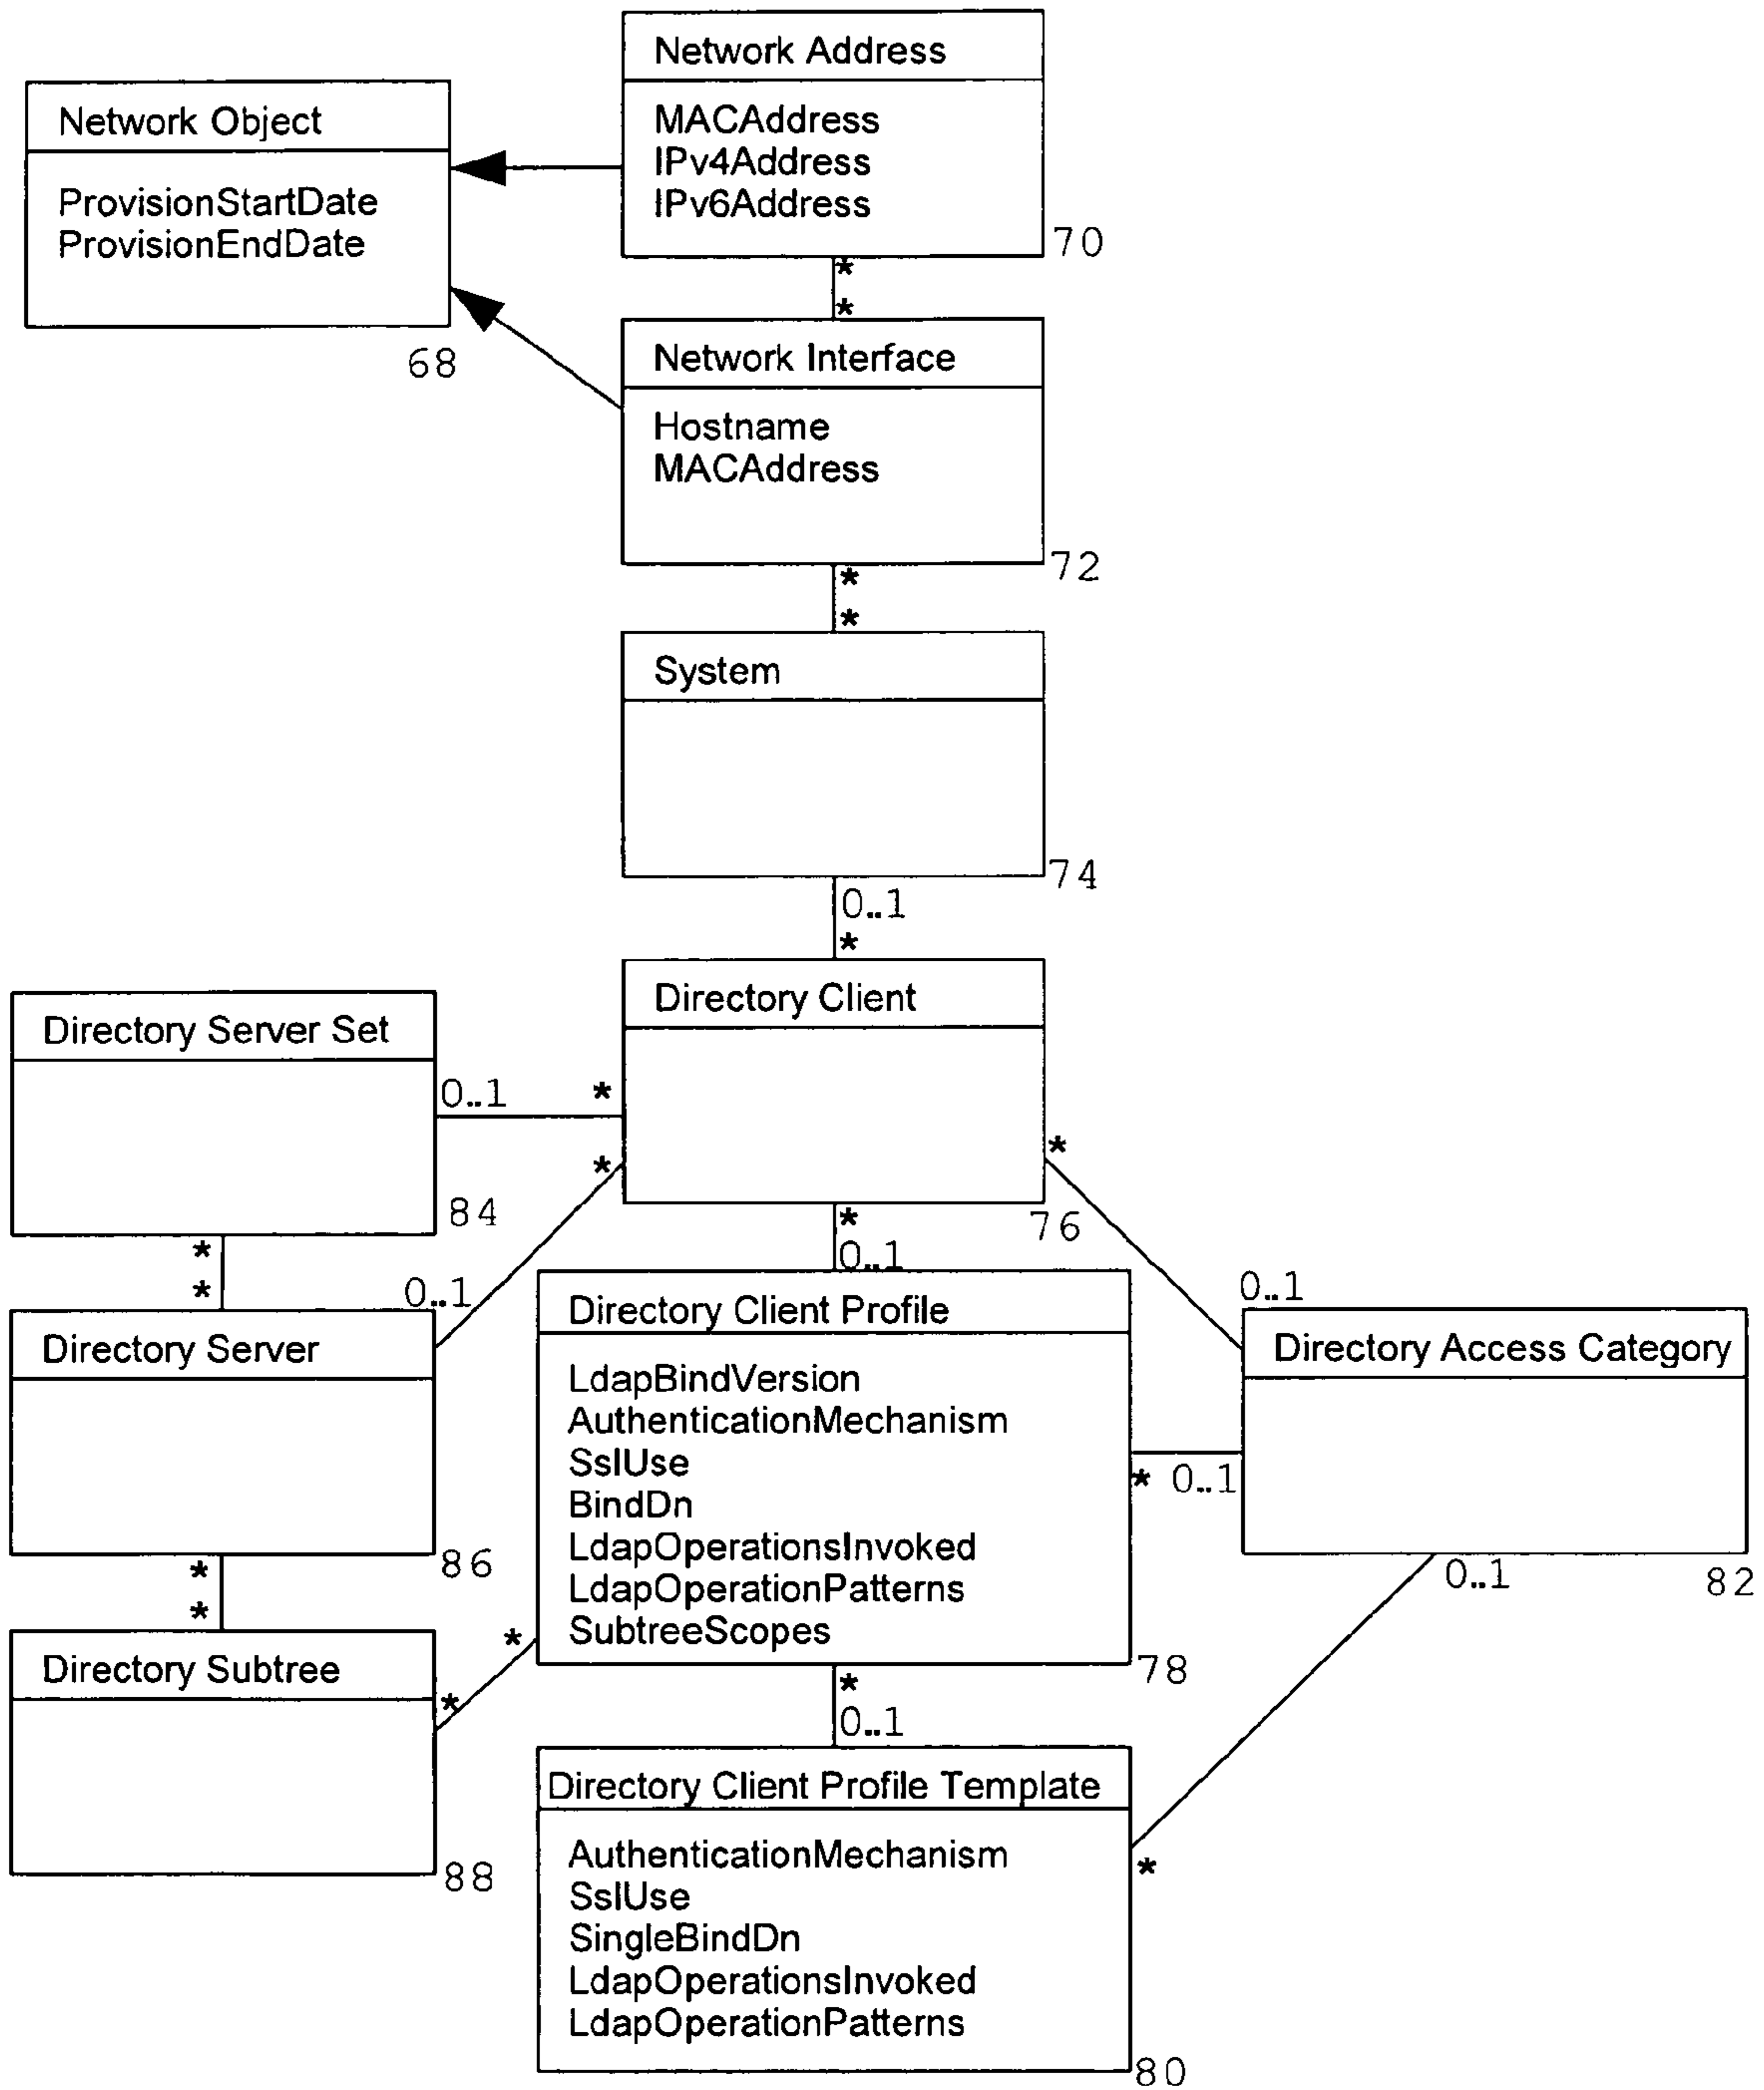 Network Address
MACAddress
IPv4Address
IPv6Address
70
Network Object
ProvisionStartDate
ProvisionEndDate
68
*
*
Network Interface
Hostname
MACAddress
72
*
*
System
74
0..1
*
Directory Client
76
Directory Server Set
84
0..1
*
*
0..1
*
0..1
*
0..1
*
*
Directory Server
86
Directory Client Profile
LdapBindVersion
AuthenticationMechanism
SslUse
BindDn
LdapOperationsInvoked
LdapOperationPatterns
SubtreeScopes
78
Directory Access Category
82
*
0..1
0..1
*
*
*
*
Directory Subtree
88
*
0..1
Directory Client Profile Template
AuthenticationMechanism
SslUse
SingleBindDn
LdapOperationsInvoked
LdapOperationPatterns
80
*